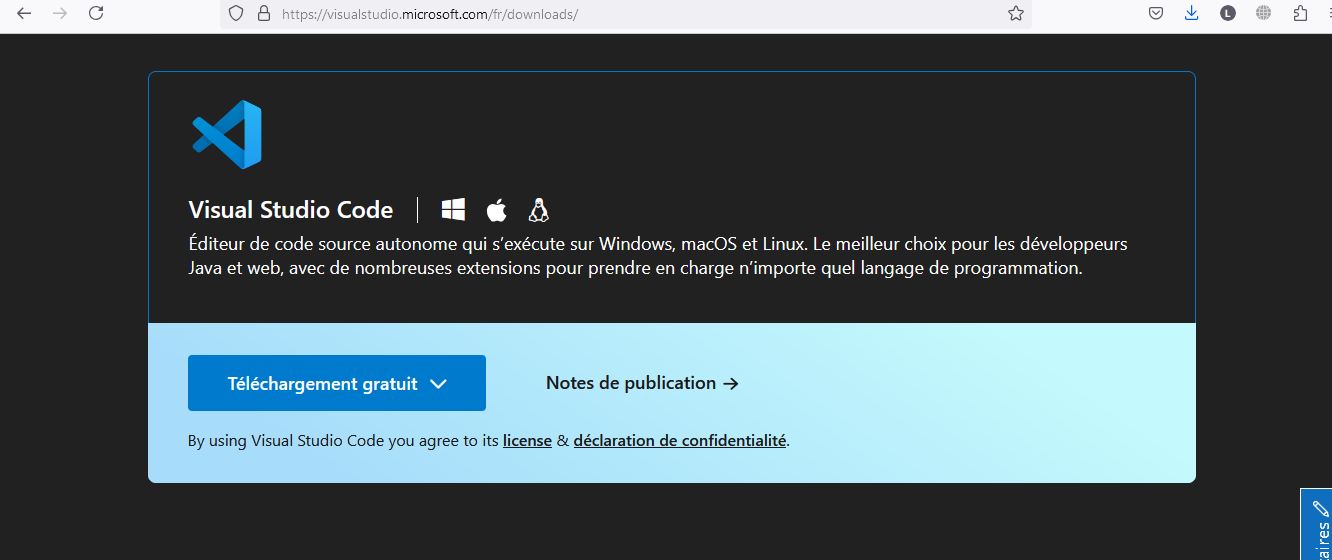 https://visualstudio.microsoft.com/fr/downloads/
L
Visual Studio Code
Éditeur de code source autonome qui s’exécute sur Windows, macOS et Linux. Le meilleur choix pour les développeurs
Java et web, avec de nombreuses extensions pour prendre en charge n’importe quel langage de programmation.
Téléchargement gratuit
Notes de publication →
By using Visual Studio Code you agree to its license & déclaration de confidentialité.
aires